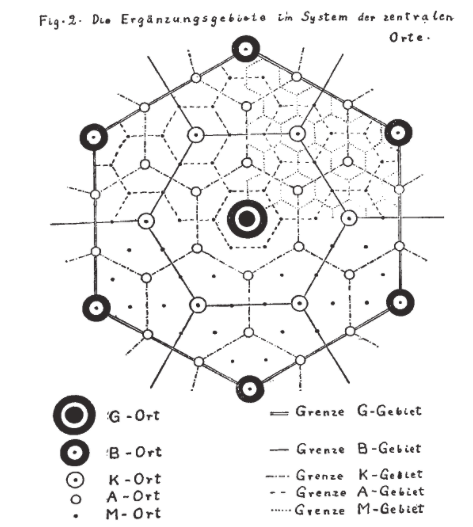 Fig. 2. Die Ergänzungsgebiete im System der zentralen
Orte.
G-Ort
B-Ort
K-Ort
A-Ort
M-Ort
Grenze G-Gebiet
Grenze B-Gebiet
Grenze K-Gebiet
Grenze A-Gebiet
Grenze M-Gebiet